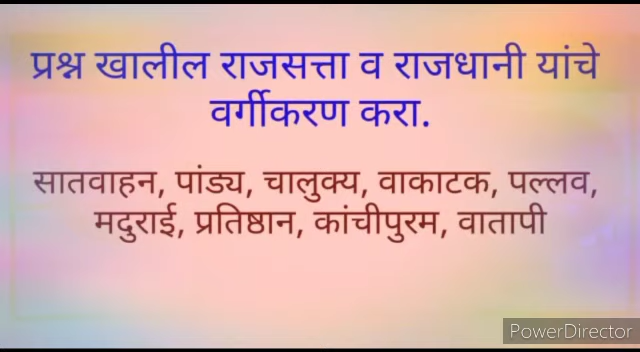 प्रश्न खालील राजसत्ता व राजधानी यांचे
वर्गीकरण करा.
सातवाहन, पांड्य, चालुक्य, वाकाटक, पल्लव,
मदुराई, प्रतिष्ठान, कांचीपुरम, वातापी
PowerDirector